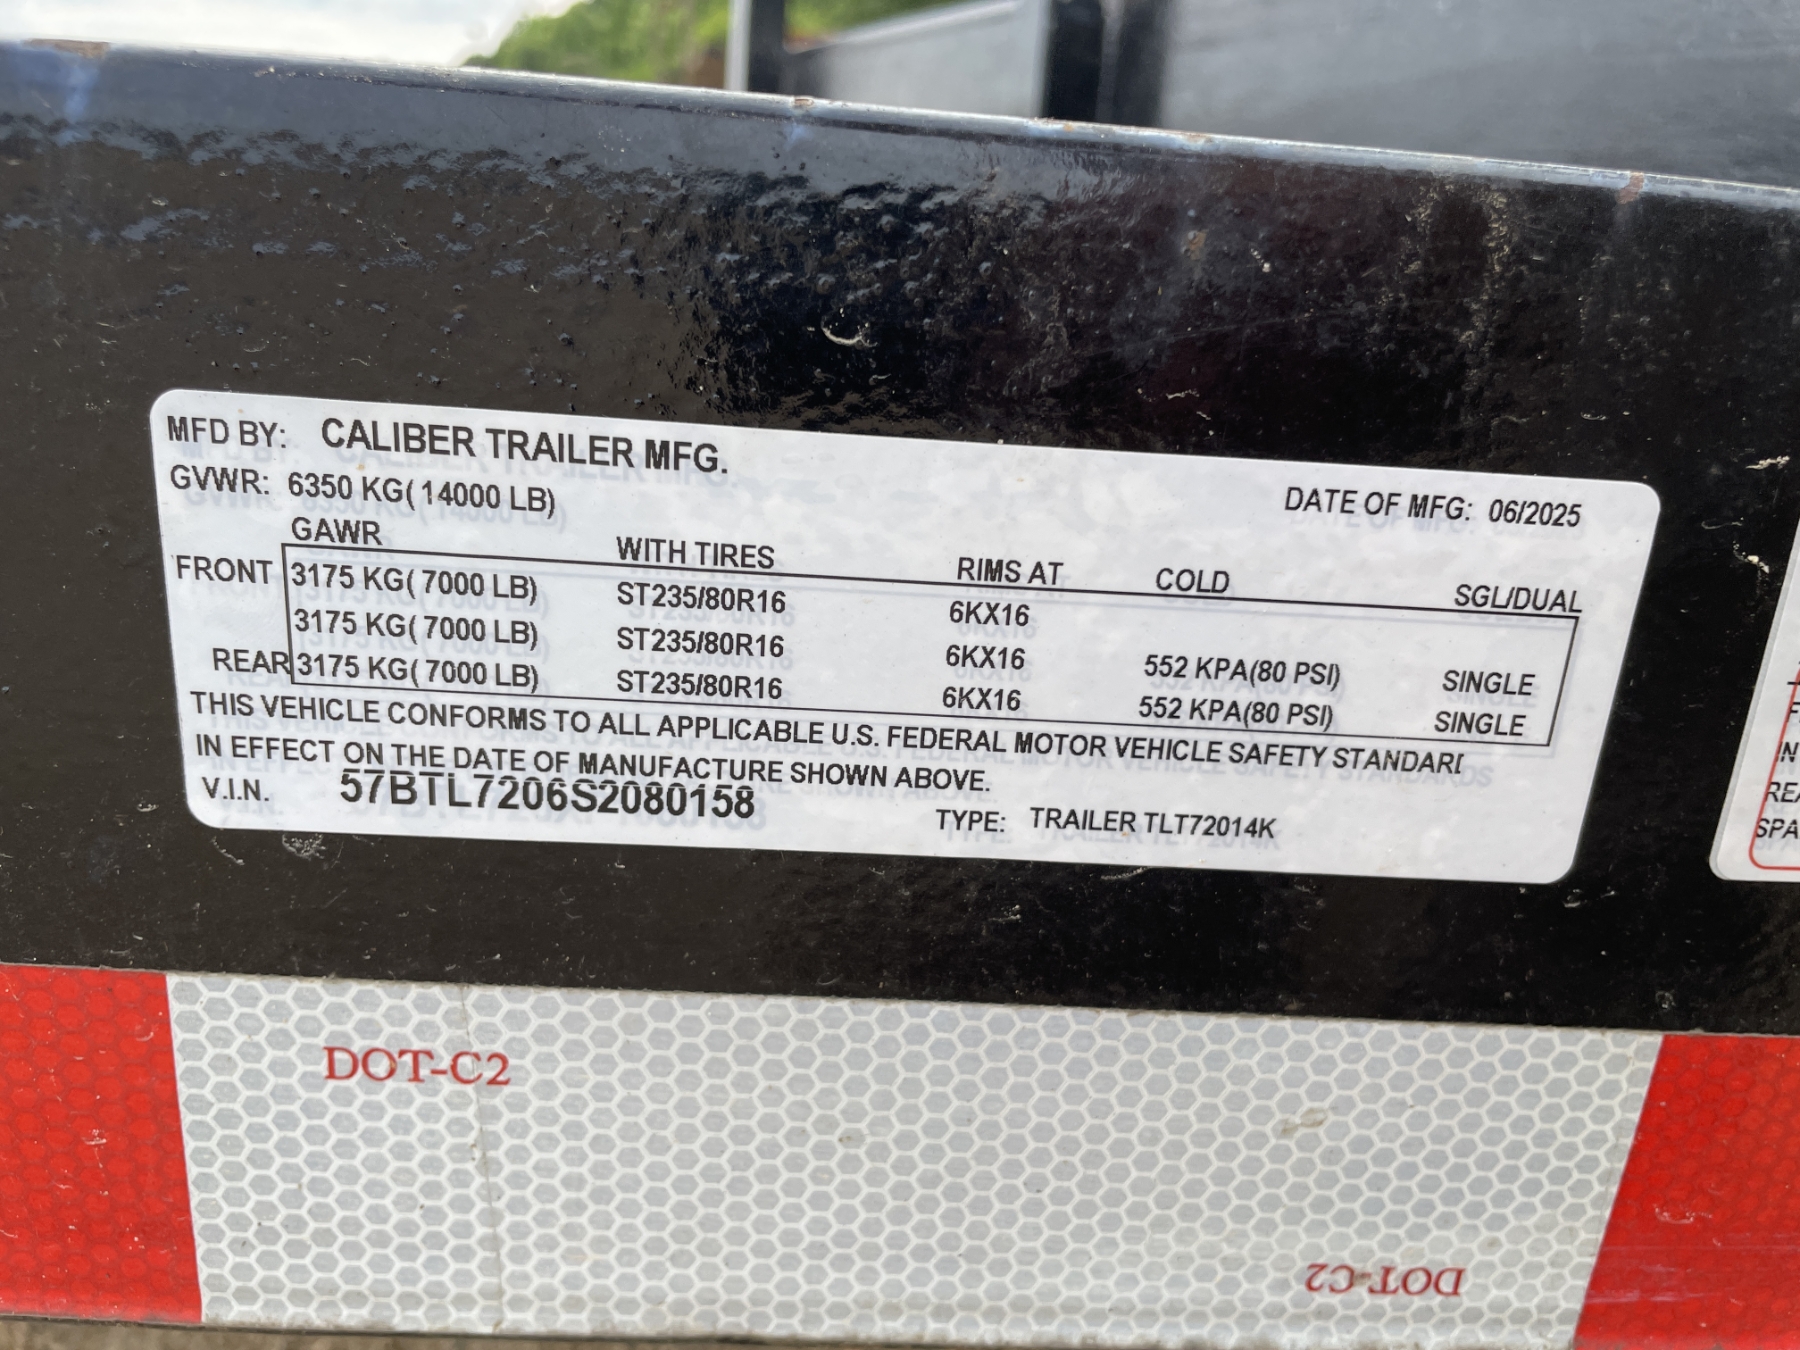 MFD BY: CALIBER TRAILER MFG.
GVWR: 6350 KG( 14000 LB) DATE OF MFG: 06/2025
GAWR WITH TIRES RIMS AT COLD SGL/DUAL
FRONT 3175 KG( 7000 LB) ST235/80R16 6KX16
3175 KG( 7000 LB) ST235/80R16 6KX16 552 KPA(80 PSI) SINGLE
REAR 3175 KG( 7000 LB) ST235/80R16 6KX16 552 KPA(80 PSI) SINGLE
THIS VEHICLE CONFORMS TO ALL APPLICABLE U.S. FEDERAL MOTOR VEHICLE SAFETY STANDARDS
IN EFFECT ON THE DATE OF MANUFACTURE SHOWN ABOVE.
V.I.N. 57BTL7206S2080158 TYPE: TRAILER TLT72014K
DOT-C2
DOT-C2